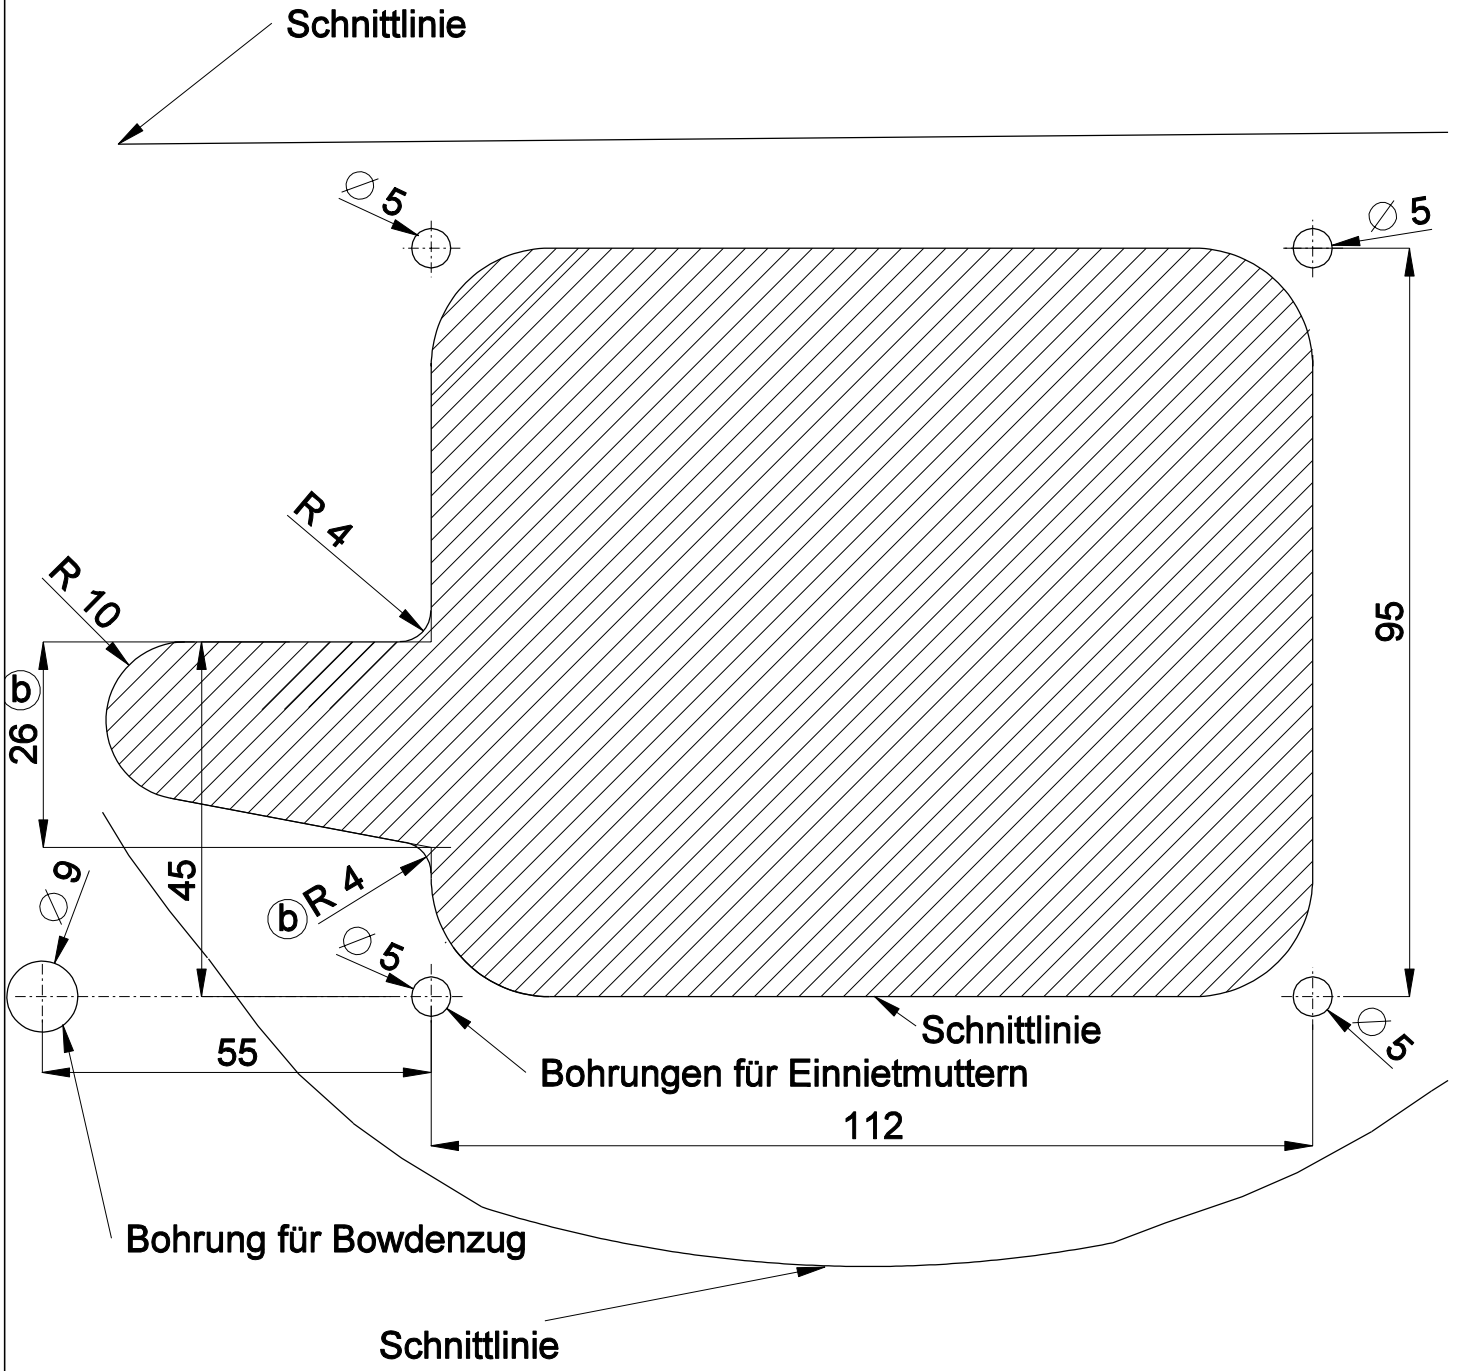 Schnittlinie
∅ 5
∅ 5
R 4
R 10
95
b
26
∅ 9
45
b R 4
∅ 5
Schnittlinie
∅ 5
55
Bohrungen für Einnietmuttern
112
Bohrung für Bowdenzug
Schnittlinie